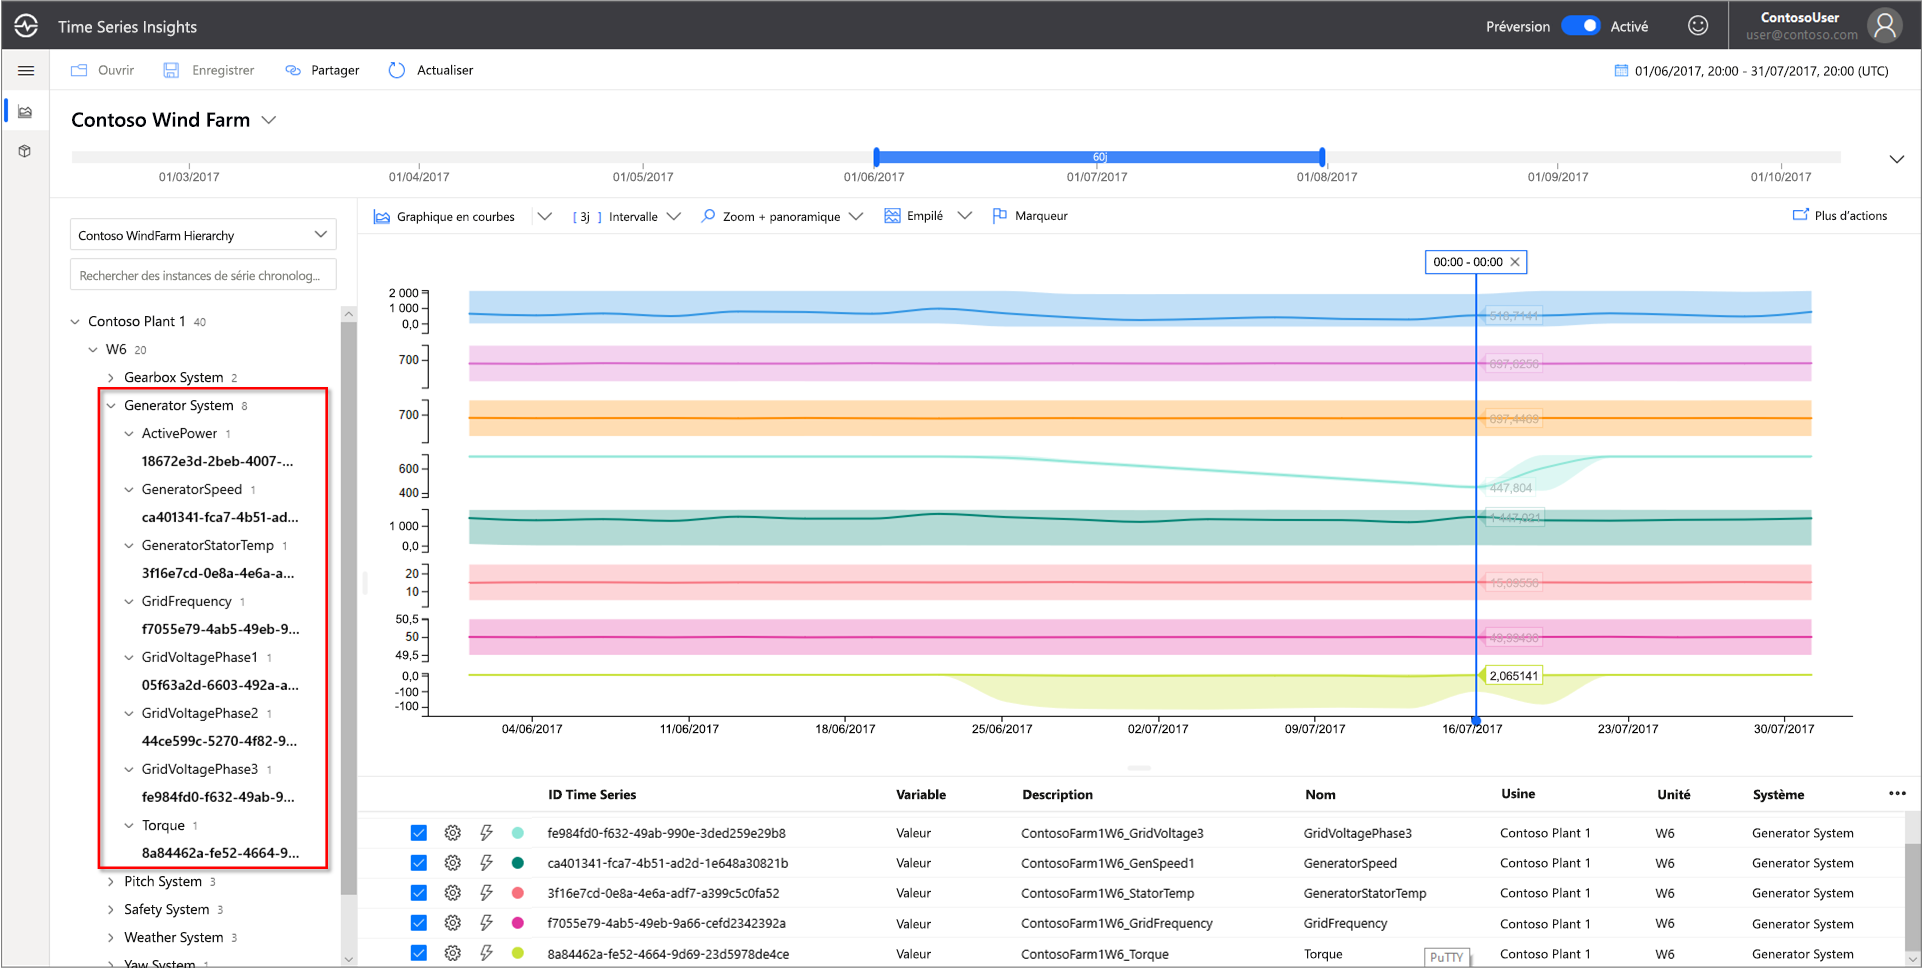 Time Series Insights
Préversion Activé
ContosoUser
user@contoso.com
Ouvrir Enregistrer Partager Actualiser
01/06/2017, 20:00 - 31/07/2017, 20:00 (UTC)
Contoso Wind Farm
60j
01/03/2017 01/04/2017 01/05/2017 01/06/2017 01/07/2017 01/08/2017 01/09/2017 01/10/2017
Contoso WindFarm Hierarchy
Rechercher des instances de série chronolog...
Contoso Plant 1 40
W6 20
Gearbox System 2
Generator System 8
ActivePower 1
18672e3d-2beb-4007-...
GeneratorSpeed 1
ca401341-fca7-4b51-ad...
GeneratorStatorTemp 1
3f16e7cd-0e8a-4e6a-a...
GridFrequency 1
f7055e79-4ab5-49eb-9...
GridVoltagePhase1 1
05f63a2d-6603-492a-a...
GridVoltagePhase2 1
44ce599c-5270-4f82-9...
GridVoltagePhase3 1
fe984fd0-f632-49ab-9...
Torque 1
8a84462a-fe52-4664-9...
Pitch System 3
Safety System 3
Weather System 3
Yaw System 1
Graphique en courbes [ 3j ] Intervalle Zoom + panoramique Empilé Marqueur Plus d'actions
00:00 - 00:00
2 000
1 000
0,0
700
700
600
400
447,804
1 000
0,0
1 447,021
20
10
50,5
50
49,5
0,0
-100
-100
2,065141
04/06/2017 11/06/2017 18/06/2017 25/06/2017 02/07/2017 09/07/2017 16/07/2017 23/07/2017 30/07/2017
ID Time Series Variable Description Nom Usine Unité Système
fe984fd0-f632-49ab-990e-3ded259e29b8 Valeur ContosoFarm1W6_GridVoltage3 GridVoltagePhase3 Contoso Plant 1 W6 Generator System
ca401341-fca7-4b51-ad2d-1e648a30821b Valeur ContosoFarm1W6_GenSpeed1 GeneratorSpeed Contoso Plant 1 W6 Generator System
3f16e7cd-0e8a-4e6a-adf7-a399c5c0fa52 Valeur ContosoFarm1W6_StatorTemp GeneratorStatorTemp Contoso Plant 1 W6 Generator System
f7055e79-4ab5-49eb-9a66-cefd2342392a Valeur ContosoFarm1W6_GridFrequency GridFrequency Contoso Plant 1 W6 Generator System
8a84462a-fe52-4664-9d69-23d5978de4ce Valeur ContosoFarm1W6_Torque Torque Contoso Plant 1 W6 Generator System
PuTTY